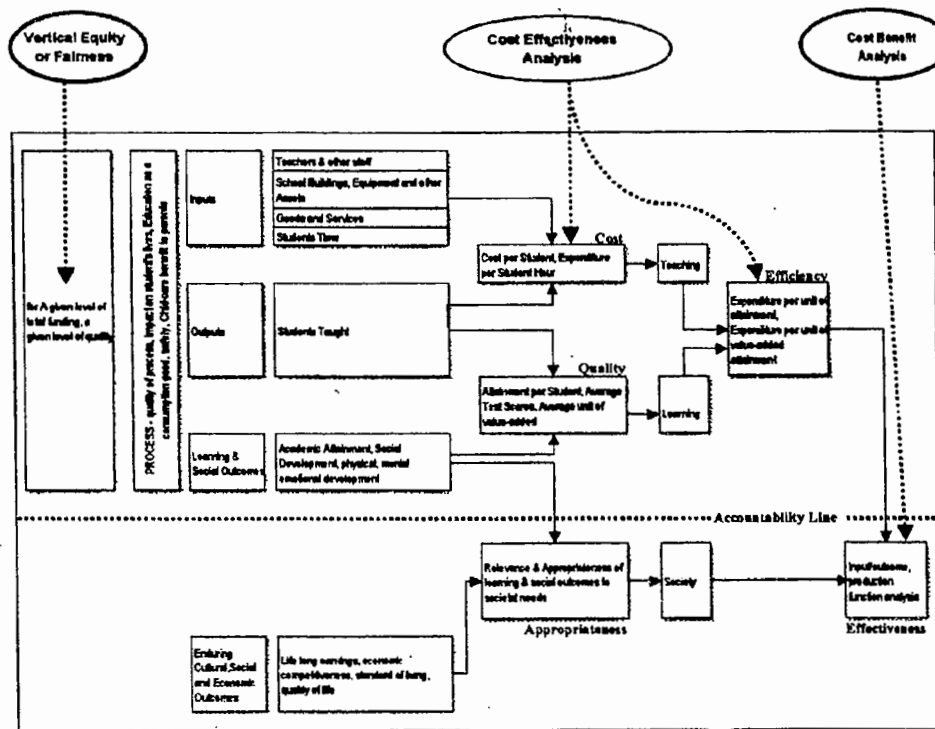 Vertical Equity
or Fairness
Cost Effectiveness
Analysis
Cost Benefit
Analysis
for A given level of
total funding, a
given level of quality
PROCESS - quality of process, impact on student's lives, Education as a
consumption good, safety, Child-care benefit to parents
Inputs
Teachers & other staff
School Buildings, Equipment and other
Assets
Goods and Services
Students Time
Cost
Cost per Student, Expenditure
per Student Hour
Teaching
Efficiency
Expenditure per unit of
attainment,
Expenditure per unit of
value-added
attainment
Outputs
Students Taught
Quality
Attainment per Student, Average
Test Scores, Average unit of
value-added
Learning
Learning &
Social Outcomes
Academic Attainment, Social
Development, physical, mental
emotional development
Accountability Line
Relevance & Appropriateness of
learning & social outcomes to
societal needs
Appropriateness
Society
Input/outcome,
production
function analysis
Effectiveness
Enduring
Cultural, Social
and Economic
Outcomes
Life long earnings, economic
competitiveness, standard of living,
quality of life